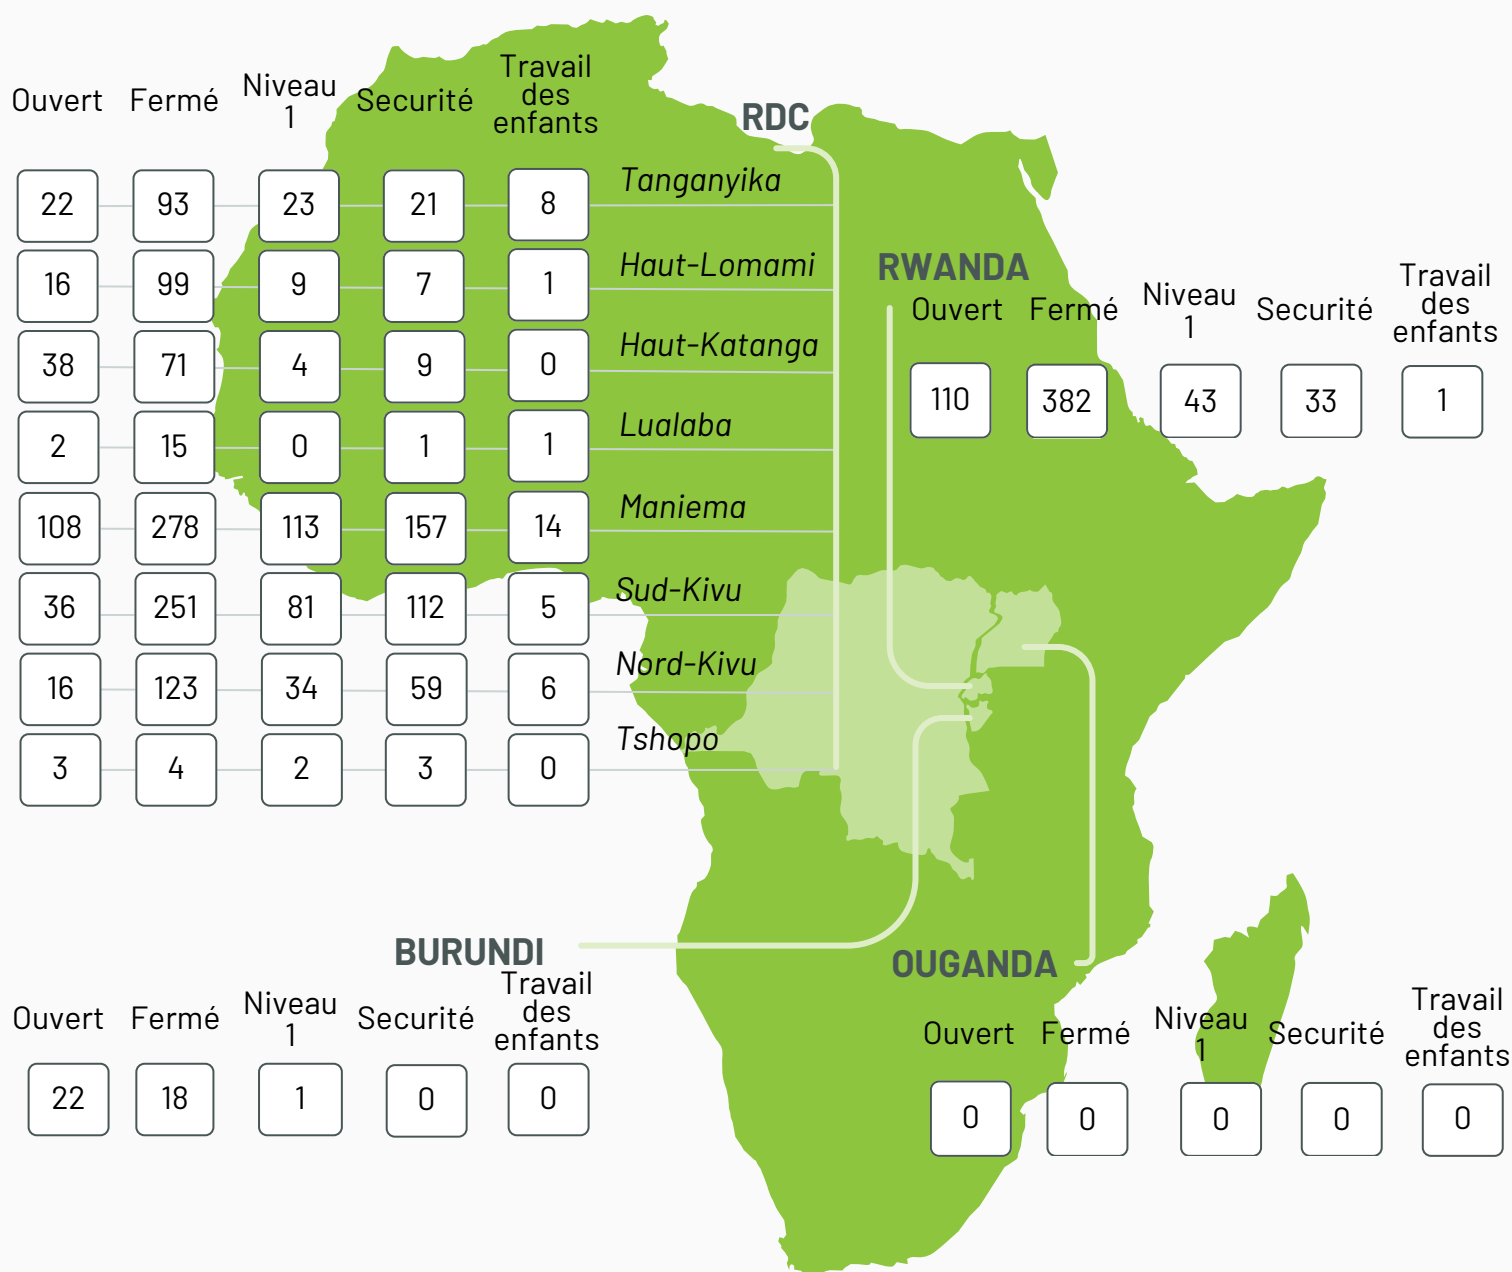 Ouvert Fermé Niveau 1 Securité Travail des enfants
RDC
22 93 23 21 8 Tanganyika
16 99 9 7 1 Haut-Lomami
38 71 4 9 0 Haut-Katanga
2 15 0 1 1 Lualaba
108 278 113 157 14 Maniema
36 251 81 112 5 Sud-Kivu
16 123 34 59 6 Nord-Kivu
3 4 2 3 0 Tshopo
RWANDA
Ouvert Fermé Niveau 1 Securité Travail des enfants
110 382 43 33 1
BURUNDI
Ouvert Fermé Niveau 1 Securité Travail des enfants
22 18 1 0 0
OUGANDA
Ouvert Fermé Niveau 1 Securité Travail des enfants
0 0 0 0 0